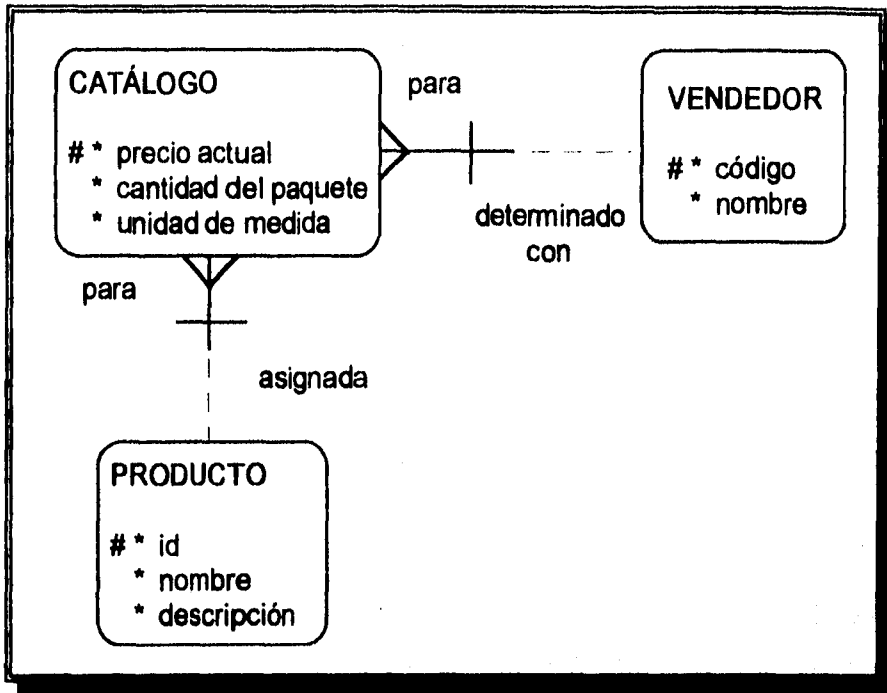 CATÁLOGO
# * precio actual
* cantidad del paquete
* unidad de medida
para
VENDEDOR
# * código
* nombre
determinado
con
para
asignada
PRODUCTO
# * id
* nombre
* descripción